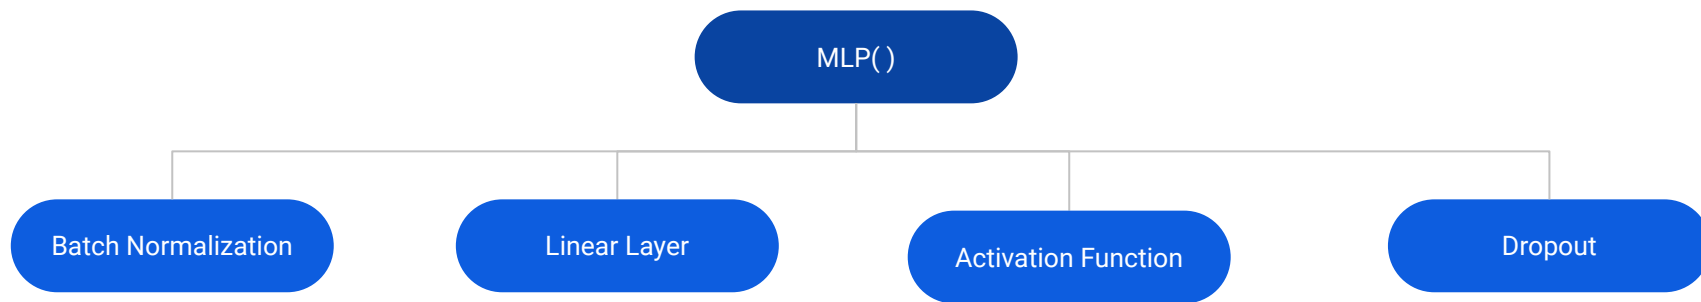 MLP( )
Batch Normalization
Linear Layer
Activation Function
Dropout